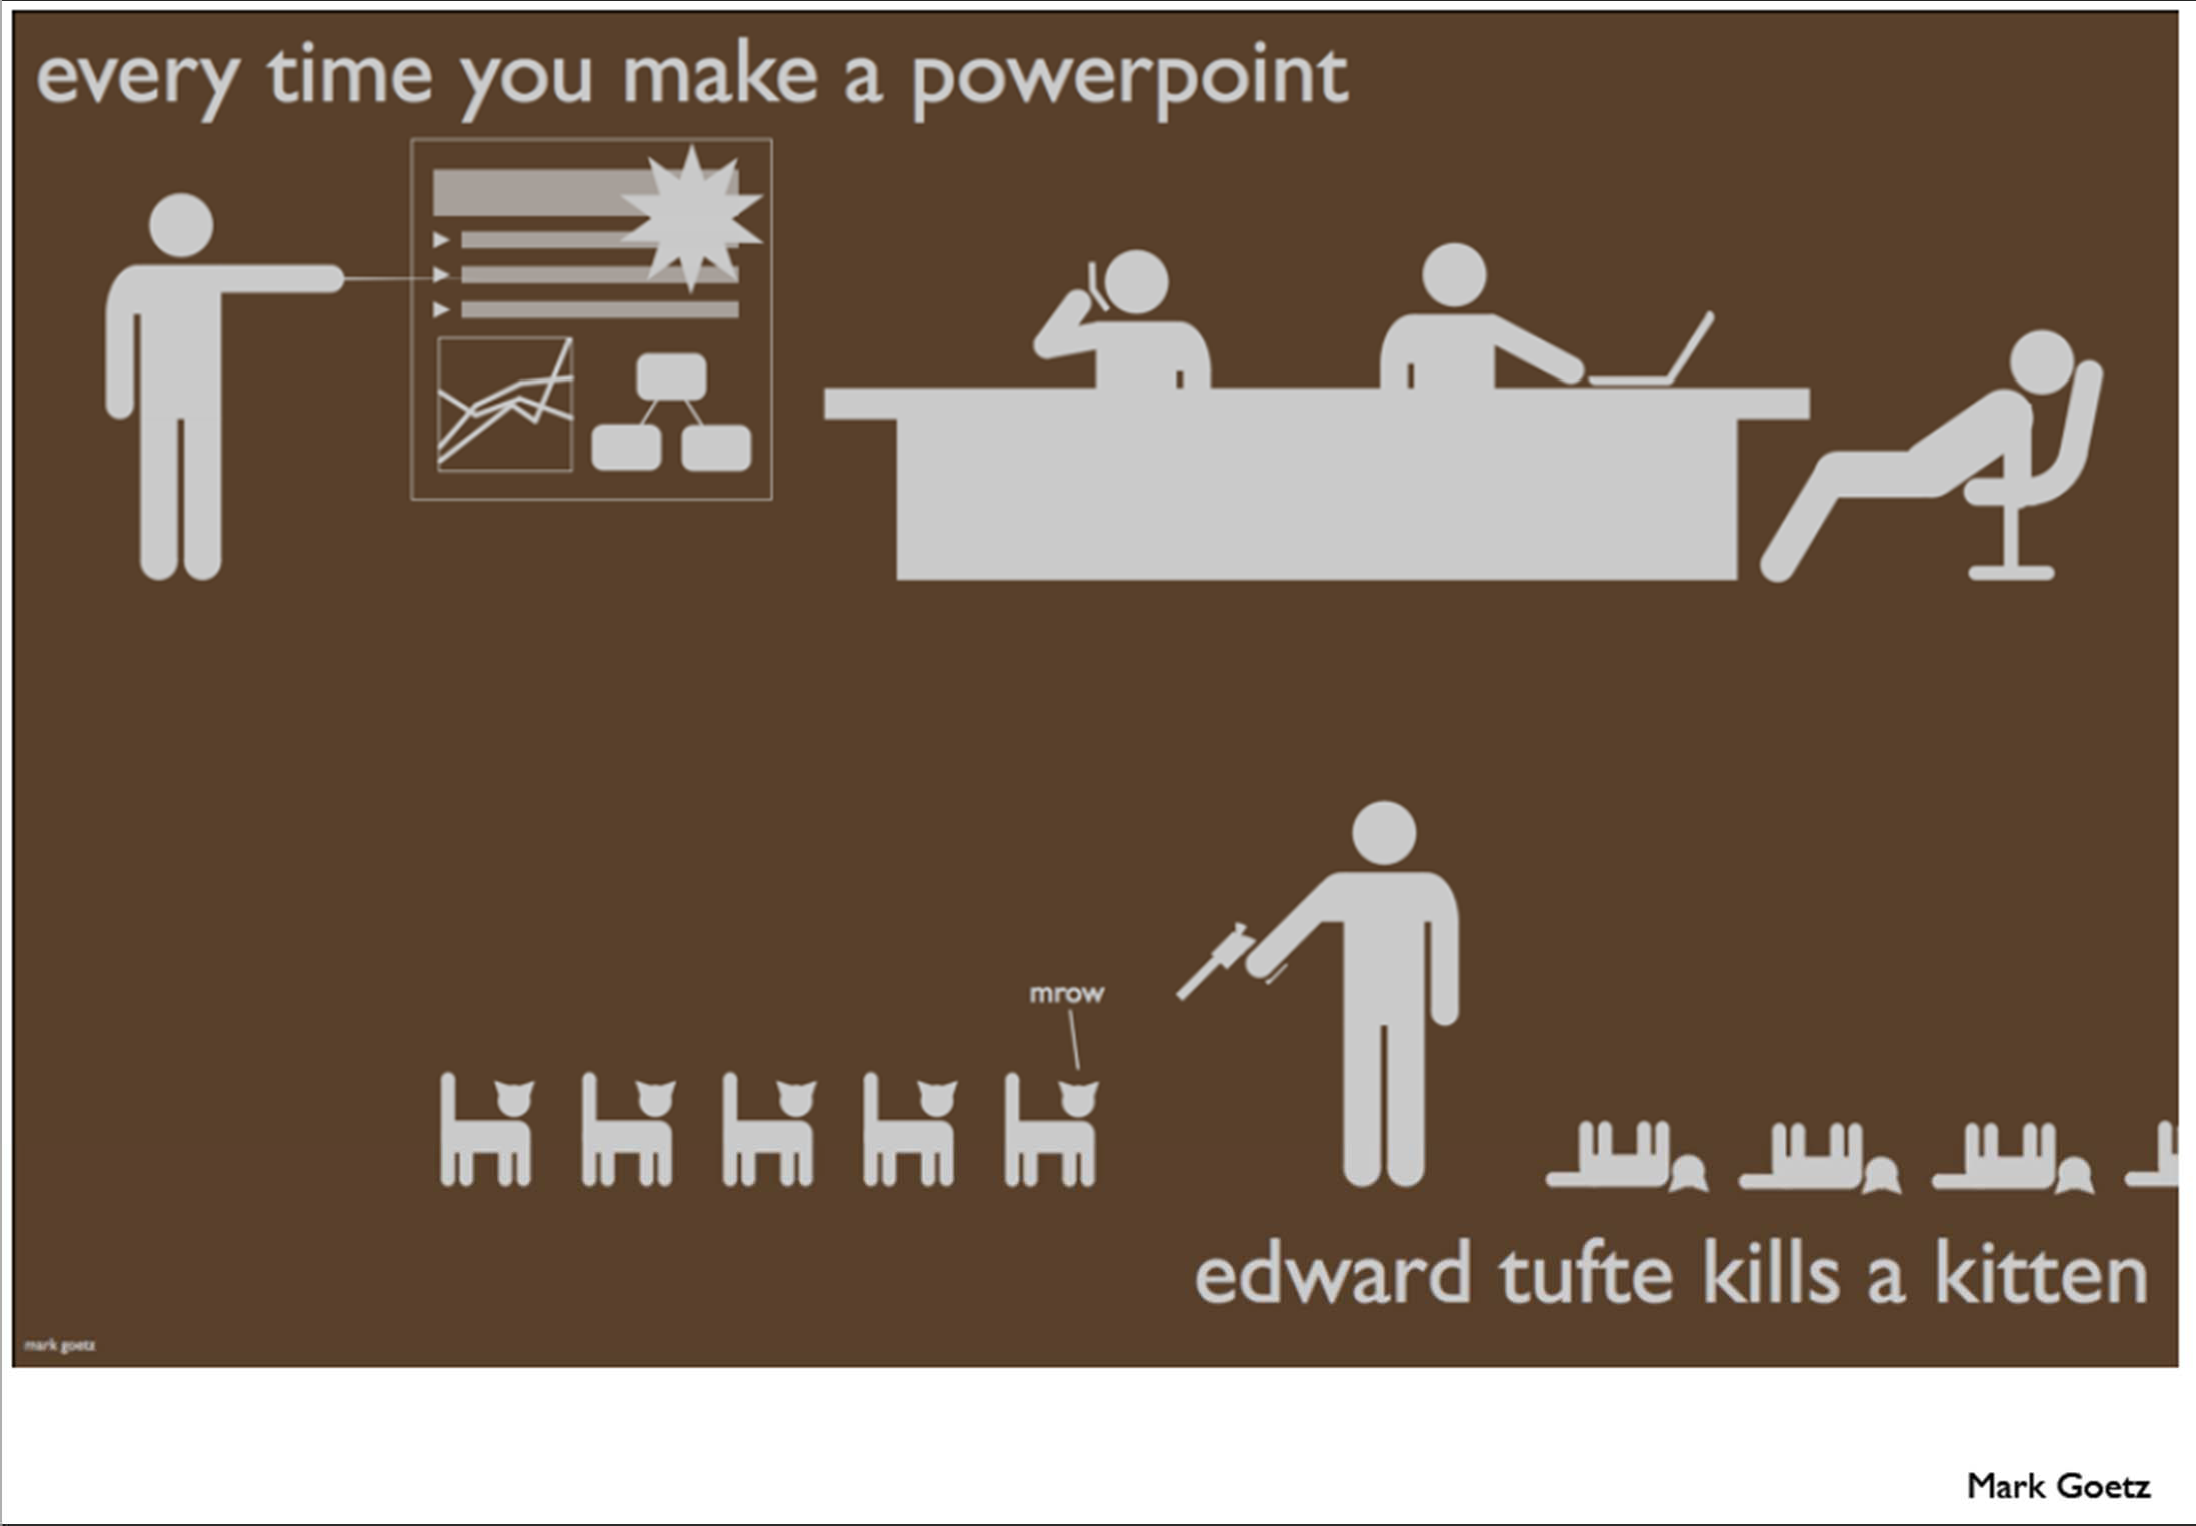 every time you make a powerpoint
mrow
edward tufte kills a kitten
mark goetz
Mark Goetz